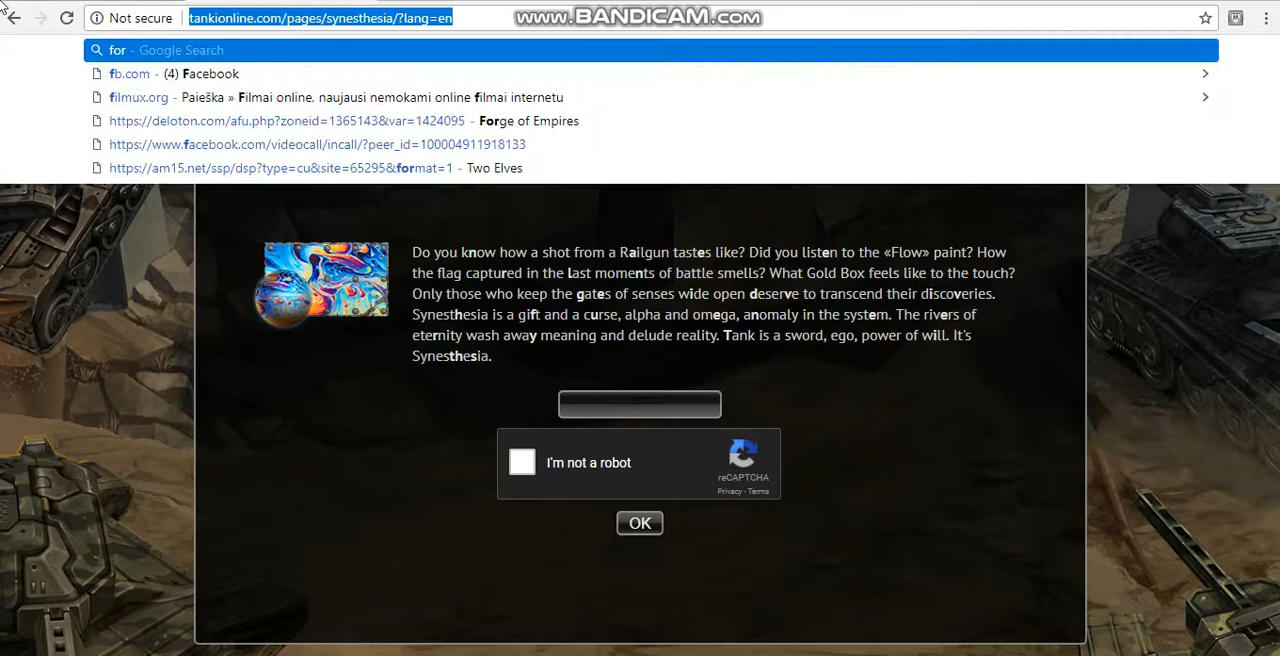 Not secure | tankionline.com/pages/synesthesia/?lang=en
www.BANDICAM.com
for - Google Search
fb.com - (4) Facebook
filmux.org - Paieška » Filmai online, naujausi nemokami online filmai internetu
https://deloton.com/afu.php?zoneid=1365143&var=1424095 - Forge of Empires
https://www.facebook.com/videocall/incall/?peer_id=100004911918133
https://am15.net/ssp/dsp?type=cu&site=65295&format=1 - Two Elves
Do you know how a shot from a Railgun tastes like? Did you listen to the «Flow» paint? How
the flag captured in the last moments of battle smells? What Gold Box feels like to the touch?
Only those who keep the gates of senses wide open deserve to transcend their discoveries.
Synesthesia is a gift and a curse, alpha and omega, anomaly in the system. The rivers of
eternity wash away meaning and delude reality. Tank is a sword, ego, power of will. It's
Synesthesia.
I'm not a robot
reCAPTCHA
Privacy - Terms
OK